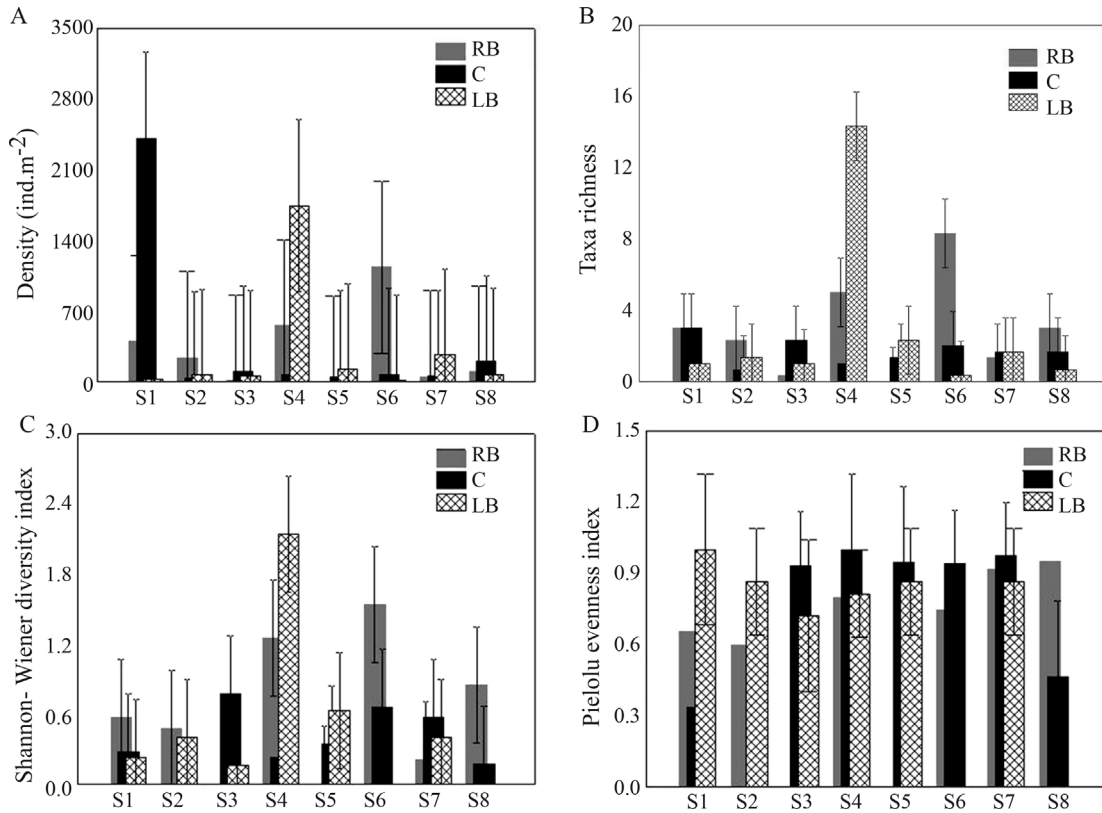 A
3500
2800
2100
1400
700
0
Density (ind.m-2)
RB
C
LB
S1 S2 S3 S4 S5 S6 S7 S8
B
20
16
12
8
4
0
Taxa richness
RB
C
LB
S1 S2 S3 S4 S5 S6 S7 S8
C
3.0
2.4
1.8
1.2
0.6
0.0
Shannon- Wiener diversity index
RB
C
LB
S1 S2 S3 S4 S5 S6 S7 S8
D
1.5
1.2
0.9
0.6
0.3
0.0
Pielolu evenness index
RB
C
LB
S1 S2 S3 S4 S5 S6 S7 S8